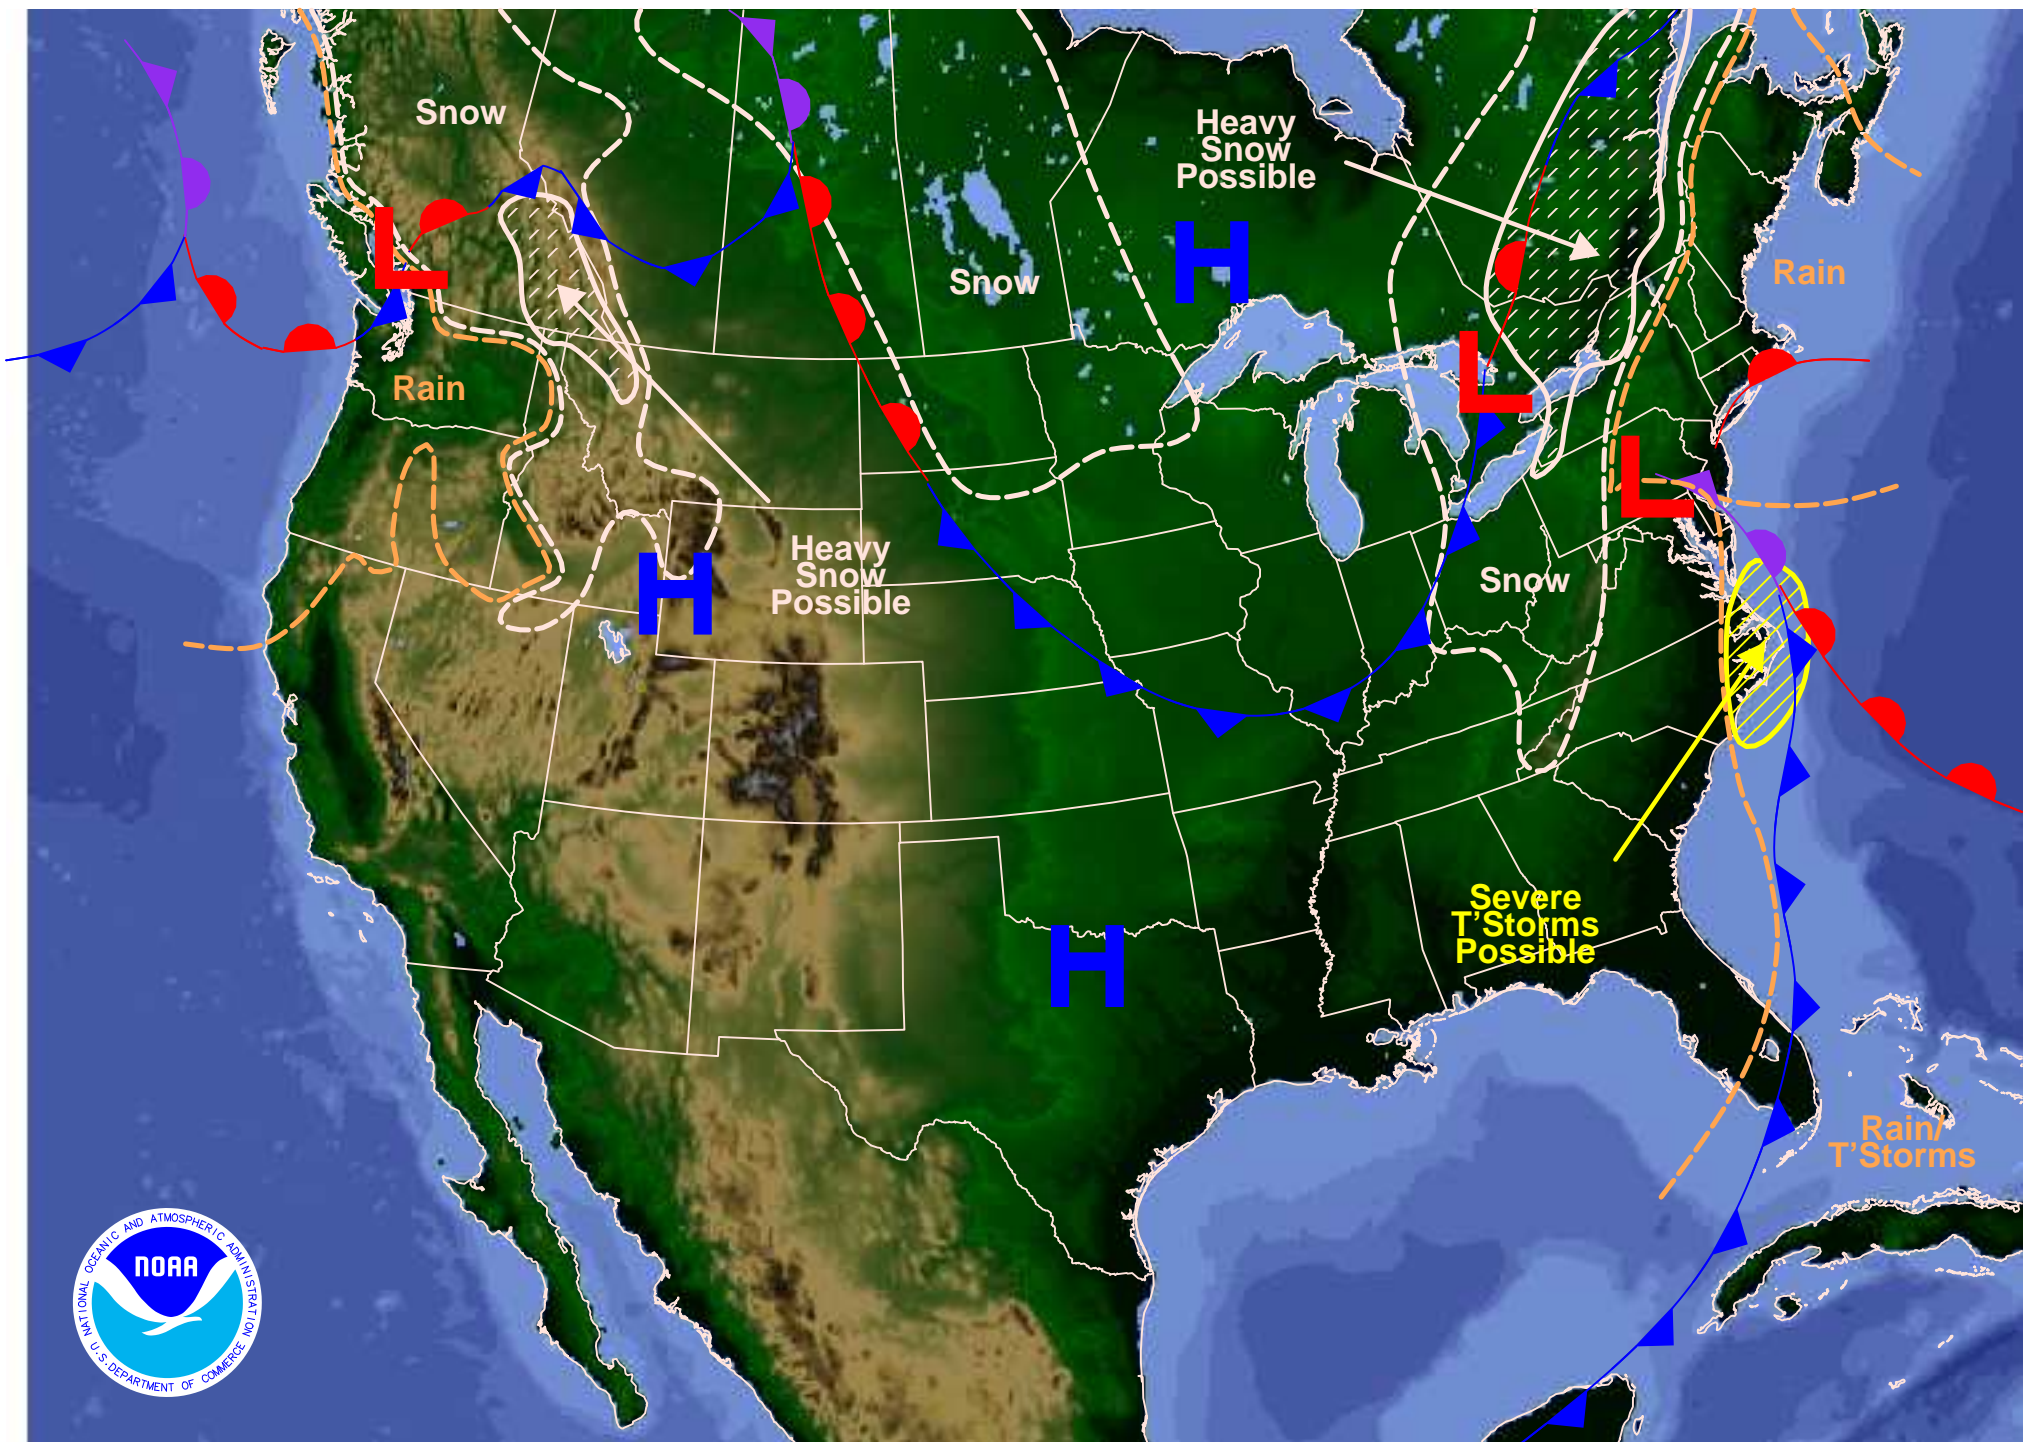 Snow
Heavy
Snow
Possible
H
Snow
L
Rain
L
Rain
L
Heavy
Snow
Possible
H
Snow
Severe
T'Storms
Possible
H
Rain/
T'Storms
NATIONAL OCEANIC AND ATMOSPHERIC ADMINISTRATION
NOAA
U.S. DEPARTMENT OF COMMERCE